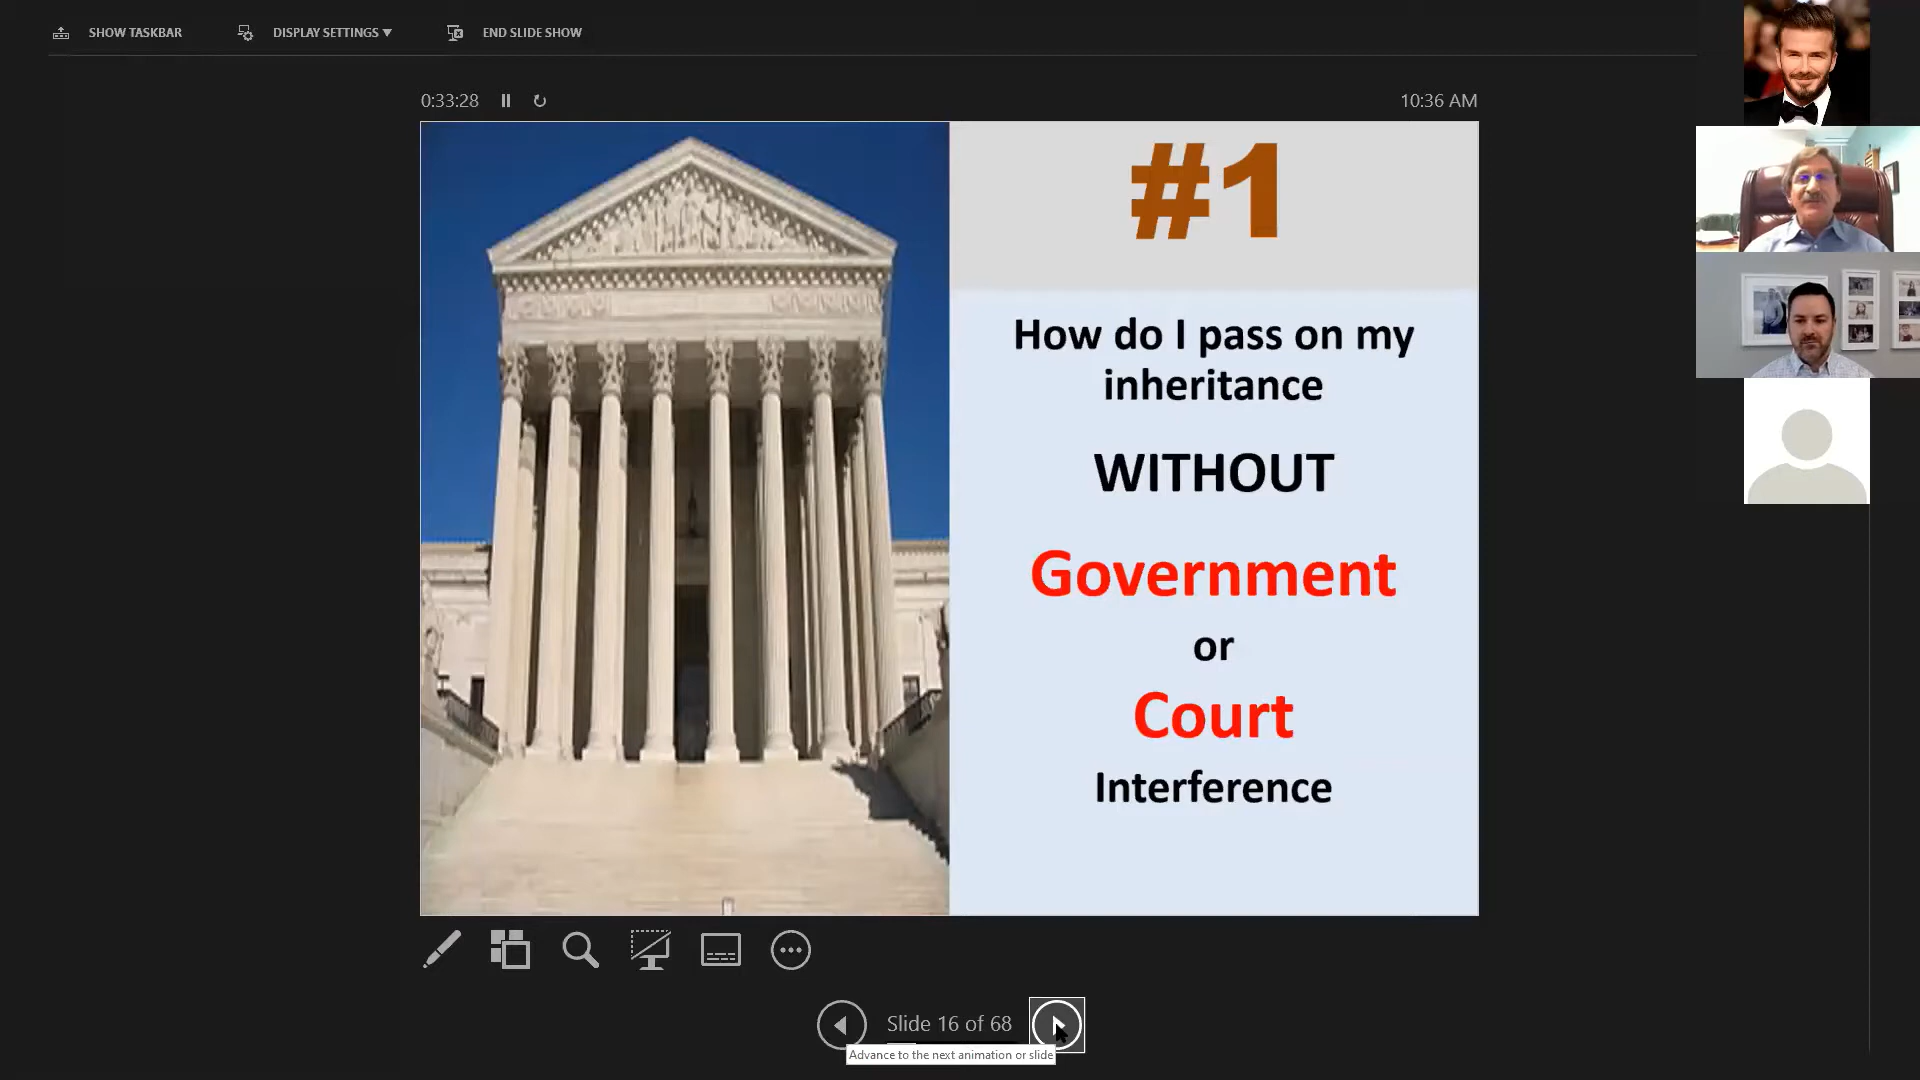 SHOW TASKBAR
DISPLAY SETTINGS ▼
END SLIDE SHOW
0:33:28
10:36 AM
#1
How do I pass on my
inheritance
WITHOUT
Government
or
Court
Interference
Slide 16 of 68
Advance to the next animation or slide